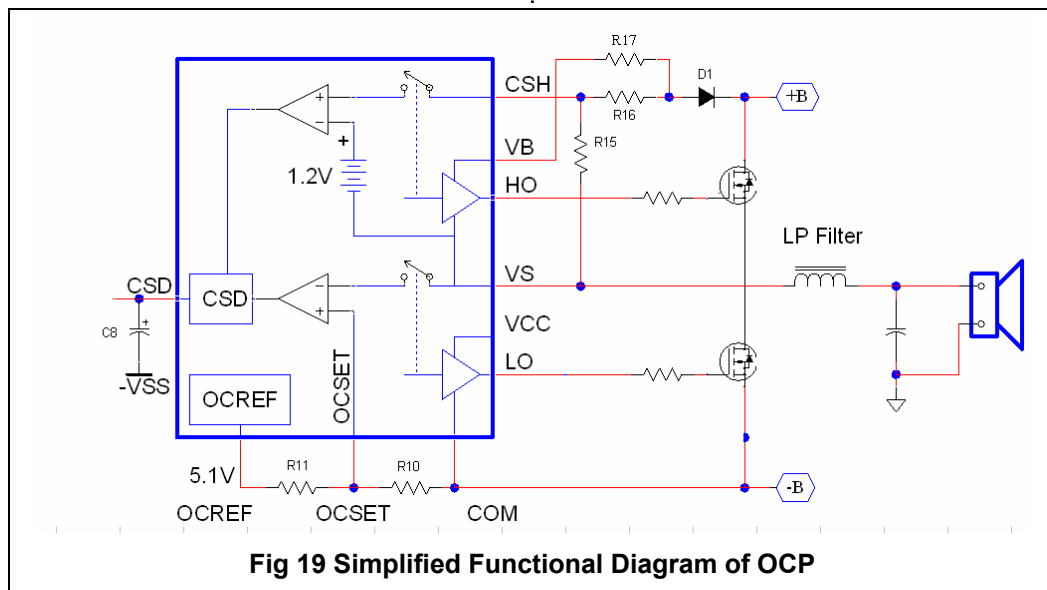 R17
CSH
D1
+B
R16
R15
VB
1.2V
HO
LP Filter
CSD
CSD
VS
C8
-VSS
VCC
LO
OCSET
OCREF
5.1V
R11
R10
-B
OCREF
OCSET
COM
Fig 19 Simplified Functional Diagram of OCP